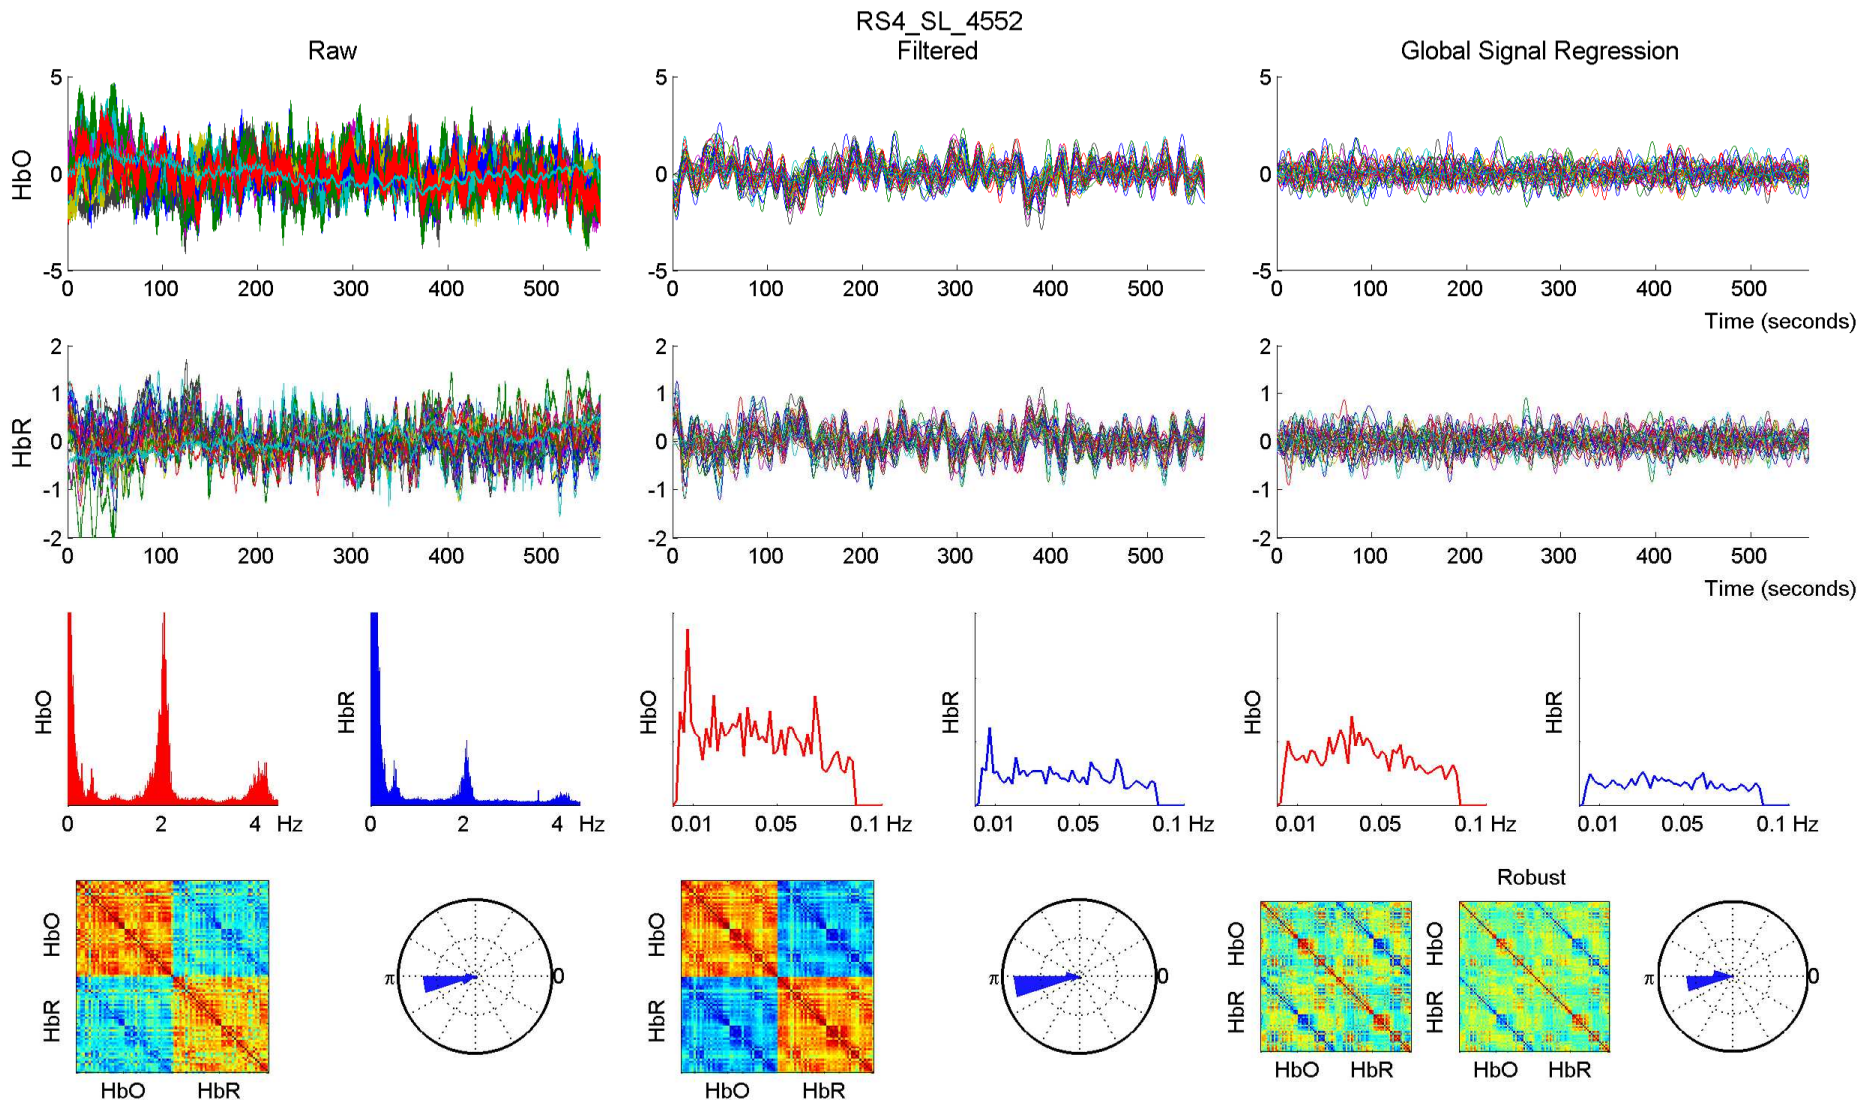 RS4_SL_4552
Raw
Filtered
Global Signal Regression
HbO
5
0
-5
0 100 200 300 400 500
5
0
-5
0 100 200 300 400 500
5
0
-5
0 100 200 300 400 500
Time (seconds)
HbR
2
1
0
-1
-2
0 100 200 300 400 500
2
1
0
-1
-2
0 100 200 300 400 500
2
1
0
-1
-2
0 100 200 300 400 500
Time (seconds)
HbO
0 2 4 Hz
HbR
0 2 4 Hz
HbO
0.01 0.05 0.1 Hz
HbR
0.01 0.05 0.1 Hz
HbO
0.01 0.05 0.1 Hz
HbR
0.01 0.05 0.1 Hz
HbO
HbR
HbO HbR
π 0
HbO
HbR
HbO HbR
π 0
Robust
HbO
HbR
HbO HbR
HbO
HbR
HbO HbR
π 0